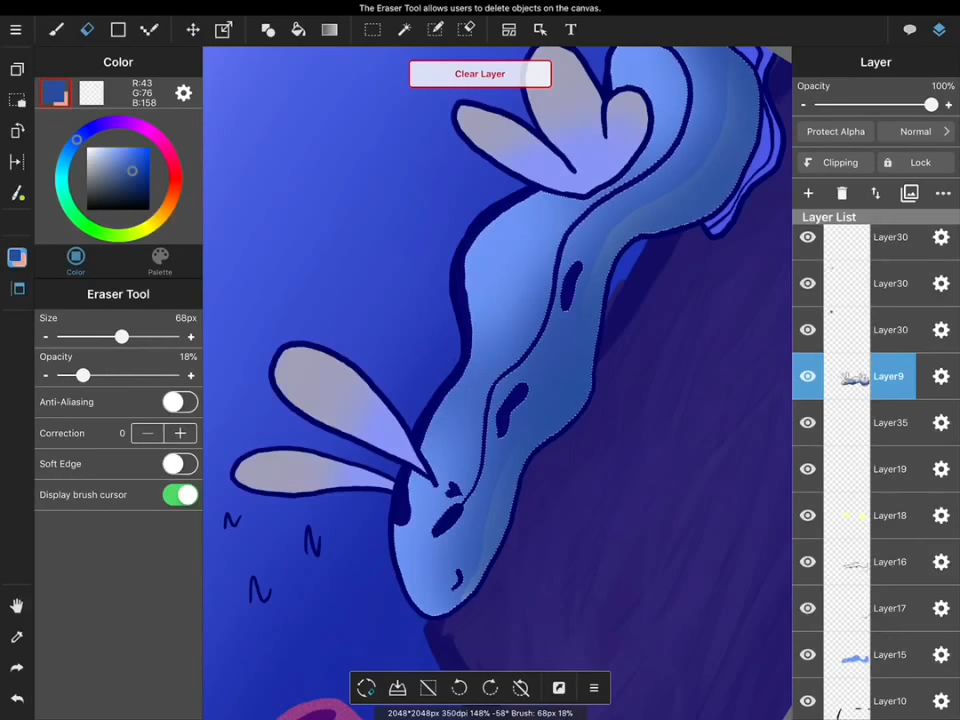 The Eraser Tool allows users to delete objects on the canvas.
T
Color
R:43
G:76
B:158
Color
Palette
Eraser Tool
Size
68px
- +
Opacity
18%
- +
Anti-Aliasing
Correction 0 - +
Soft Edge
Display brush cursor
Clear Layer
N
N
N
2048*2048px 350dpi 148% -58° Brush: 68px 18%
Layer
Opacity
100%
- +
Protect Alpha
Normal
Clipping
Lock
Layer List
Layer30
Layer30
Layer30
Layer9
Layer35
Layer19
Layer18
Layer16
Layer17
Layer15
Layer10